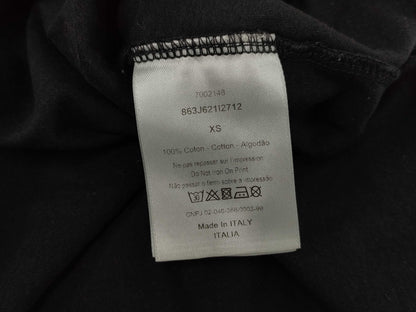 7002148
863J621I2712
XS
100% Coton - Cotton - Algodão
Ne pas repasser sur l'impression
Do Not Iron On Print
Não passar o ferro sobre a impressão
Made In ITALY
ITALIA